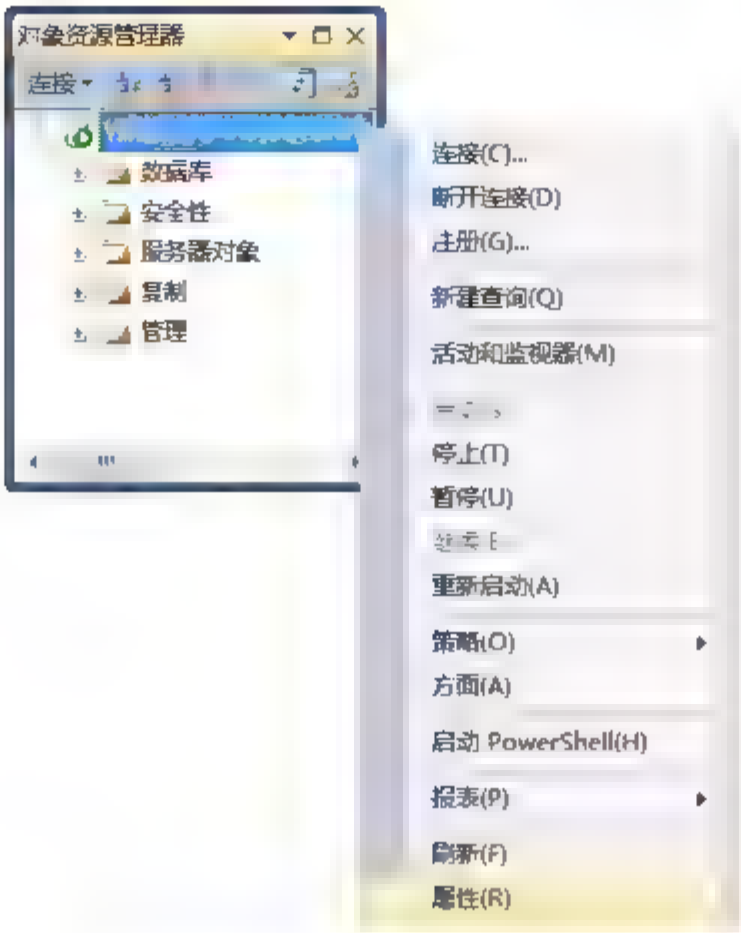 对象资源管理器
连接
数据库
安全性
服务器对象
复制
管理
连接(C)...
断开连接(D)
注册(G)...
新建查询(Q)
活动和监视器(M)
停止(T)
暂停(U)
重新启动(A)
策略(O)
方面(A)
启动 PowerShell(H)
报表(P)
刷新(F)
属性(R)